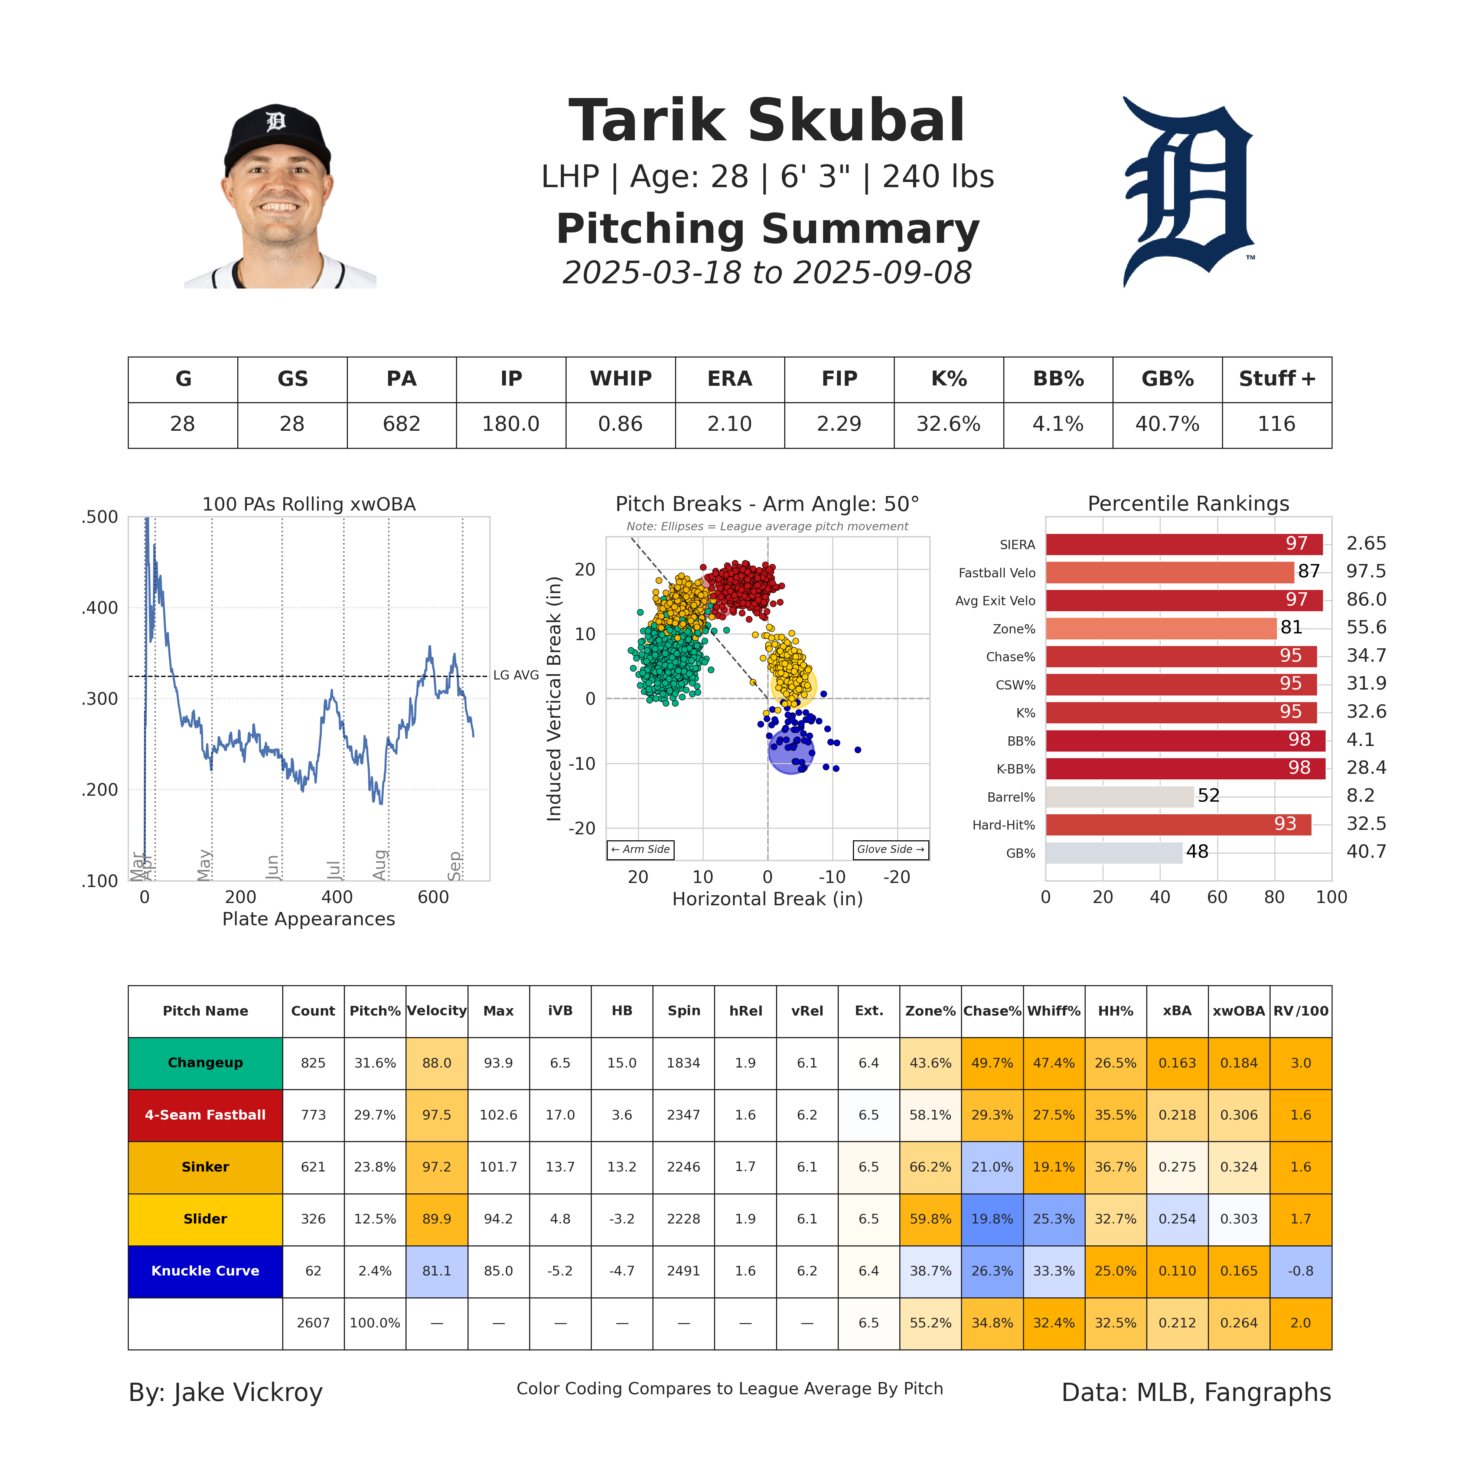 Tarik Skubal
LHP | Age: 28 | 6' 3" | 240 lbs
Pitching Summary
2025-03-18 to 2025-09-08
™
G GS PA IP WHIP ERA FIP K% BB% GB% Stuff+
28 28 682 180.0 0.86 2.10 2.29 32.6% 4.1% 40.7% 116
100 PAs Rolling xwOBA
.500
.400
.300
.200
.100
LG AVG
Mar Apr May Jun Jul Aug Sep
0 200 400 600
Plate Appearances
Pitch Breaks - Arm Angle: 50°
Note: Ellipses = League average pitch movement
Induced Vertical Break (in)
20
10
0
-10
-20
← Arm Side Glove Side →
20 10 0 -10 -20
Horizontal Break (in)
Percentile Rankings
SIERA 97 2.65
Fastball Velo 87 97.5
Avg Exit Velo 97 86.0
Zone% 81 55.6
Chase% 95 34.7
CSW% 95 31.9
K% 95 32.6
BB% 98 4.1
K-BB% 98 28.4
Barrel% 52 8.2
Hard-Hit% 93 32.5
GB% 48 40.7
0 20 40 60 80 100
Pitch Name Count Pitch% Velocity Max iVB HB Spin hRel vRel Ext. Zone% Chase% Whiff% HH% xBA xwOBA RV/100
Changeup 825 31.6% 88.0 93.9 6.5 15.0 1834 1.9 6.1 6.4 43.6% 49.7% 47.4% 26.5% 0.163 0.184 3.0
4-Seam Fastball 773 29.7% 97.5 102.6 17.0 3.6 2347 1.6 6.2 6.5 58.1% 29.3% 27.5% 35.5% 0.218 0.306 1.6
Sinker 621 23.8% 97.2 101.7 13.7 13.2 2246 1.7 6.1 6.5 66.2% 21.0% 19.1% 36.7% 0.275 0.324 1.6
Slider 326 12.5% 89.9 94.2 4.8 -3.2 2228 1.9 6.1 6.5 59.8% 19.8% 25.3% 32.7% 0.254 0.303 1.7
Knuckle Curve 62 2.4% 81.1 85.0 -5.2 -4.7 2491 1.6 6.2 6.4 38.7% 26.3% 33.3% 25.0% 0.110 0.165 -0.8
2607 100.0% — — — — — — — 6.5 55.2% 34.8% 32.4% 32.5% 0.212 0.264 2.0
By: Jake Vickroy
Color Coding Compares to League Average By Pitch
Data: MLB, Fangraphs